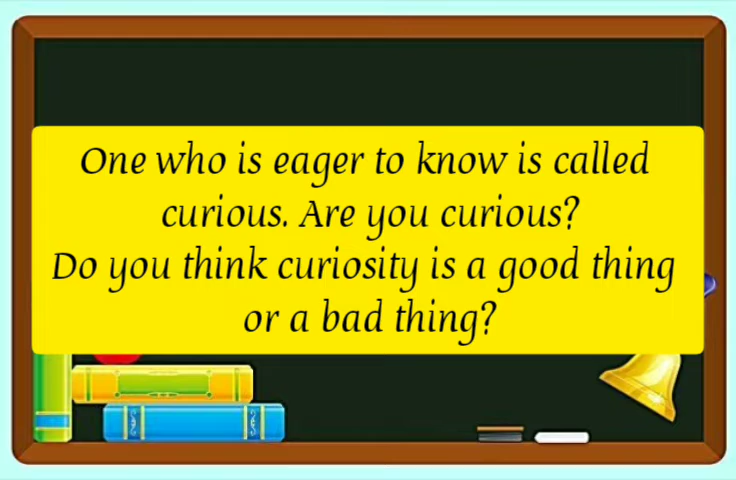 One who is eager to know is called
curious. Are you curious?
Do you think curiosity is a good thing
or a bad thing?